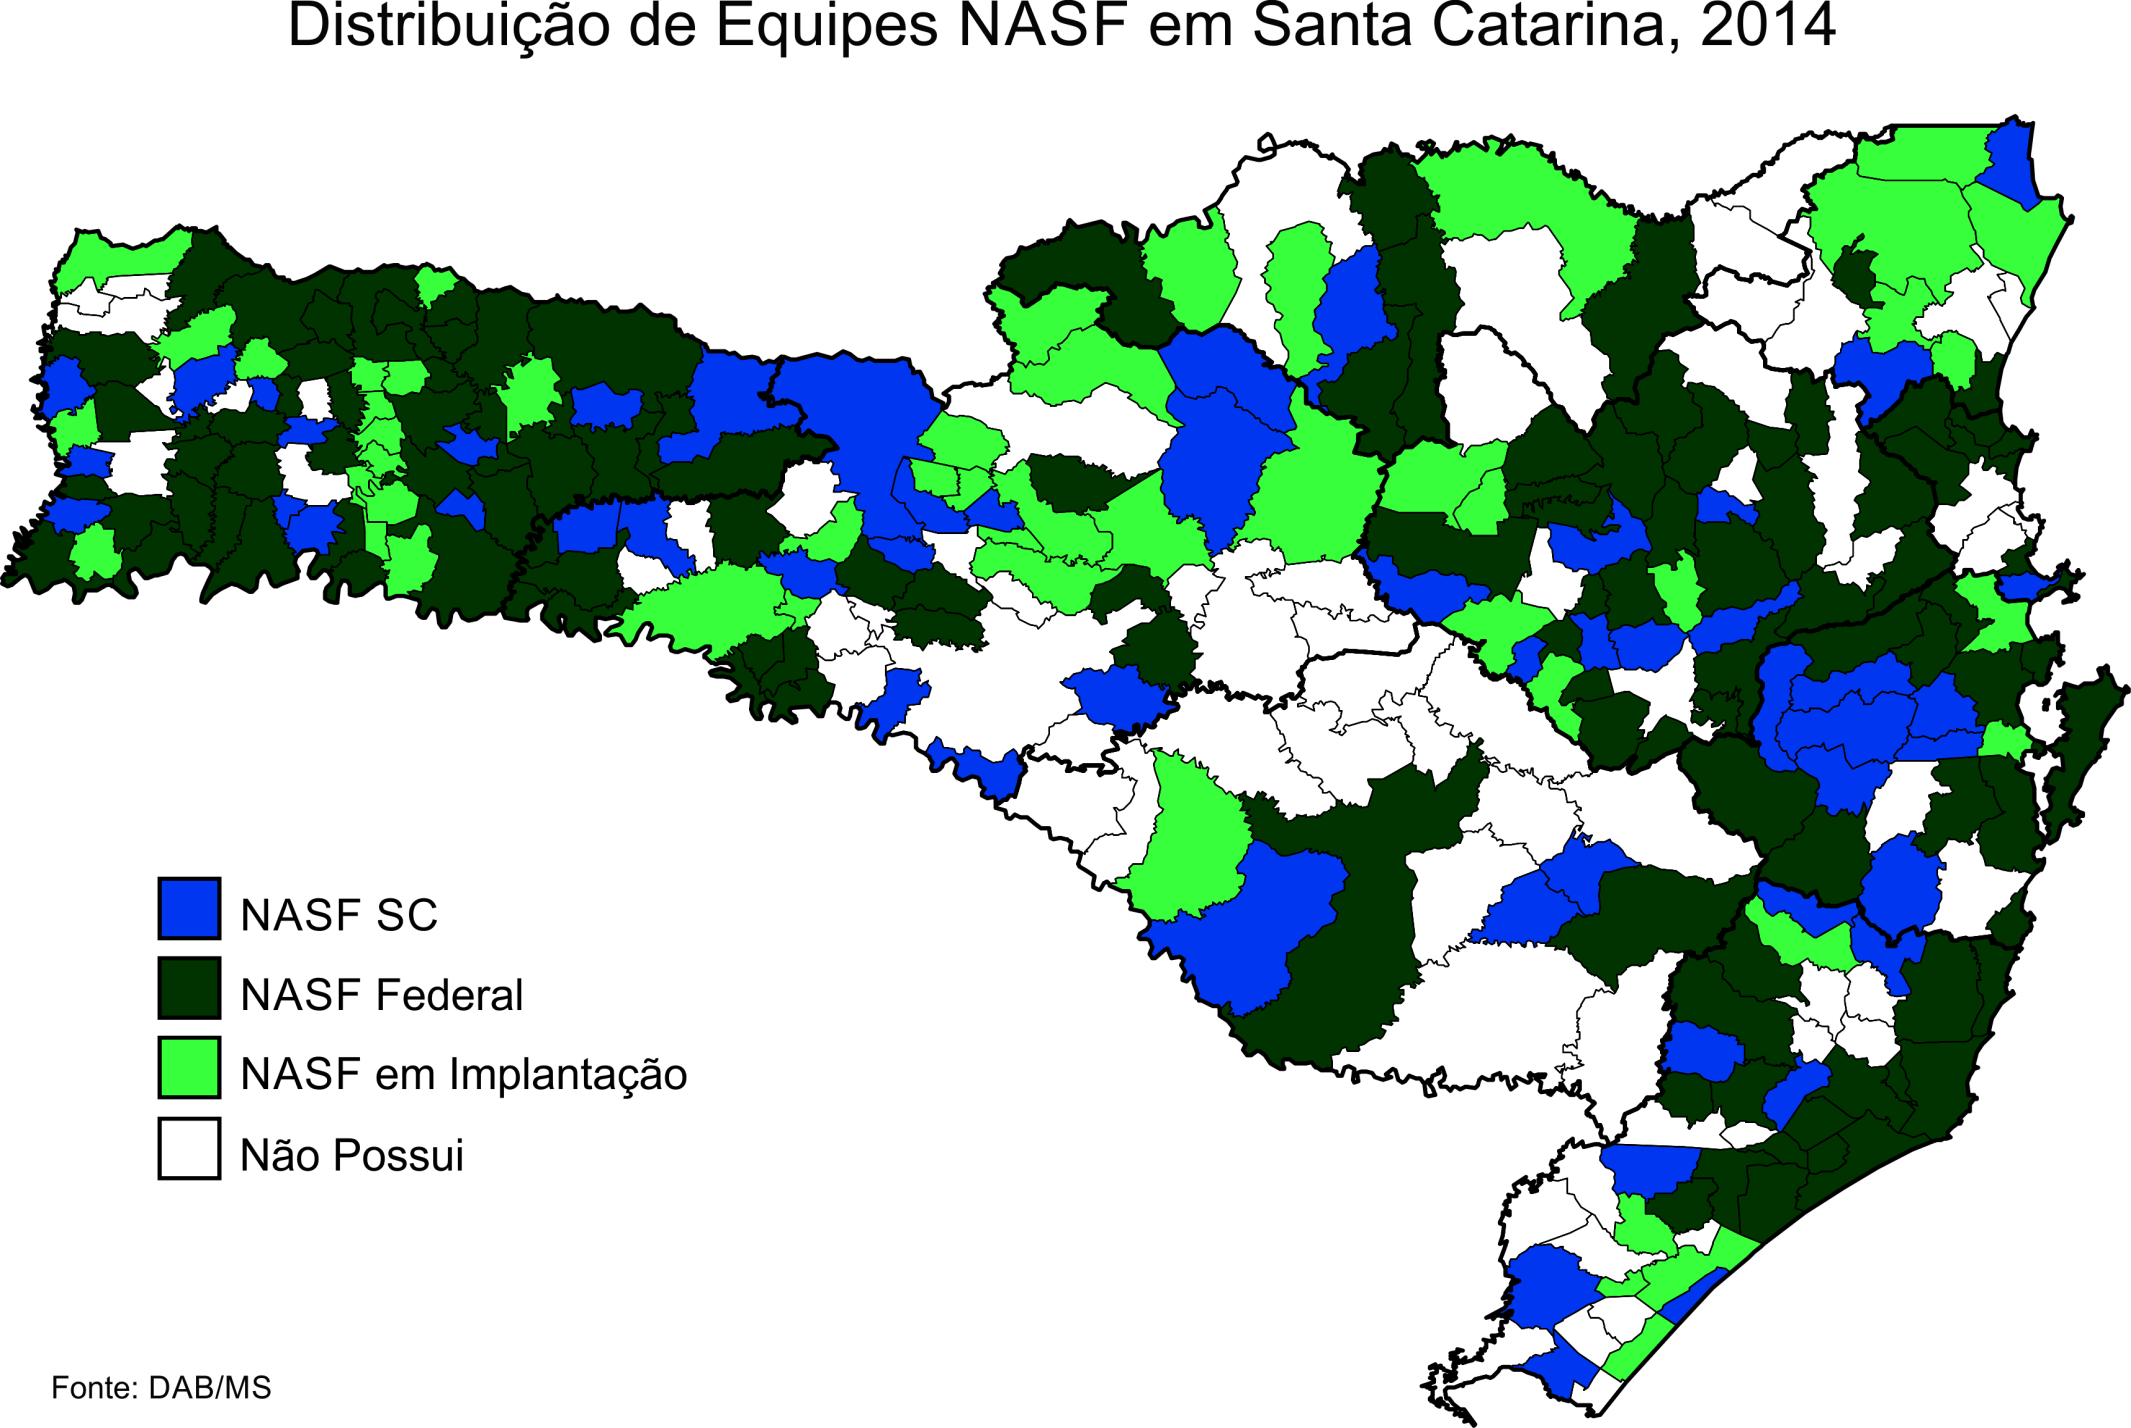 Distribuição de Equipes NASF em Santa Catarina, 2014
NASF SC
NASF Federal
NASF em Implantação
Não Possui
Fonte: DAB/MS